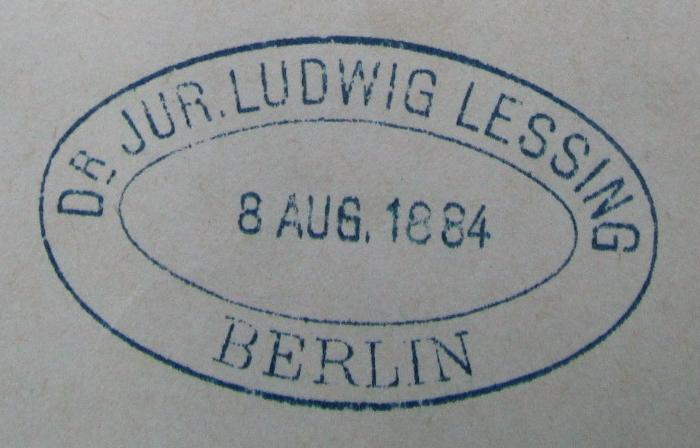 DR JUR. LUDWIG LESSING
8 AUG. 1884
BERLIN